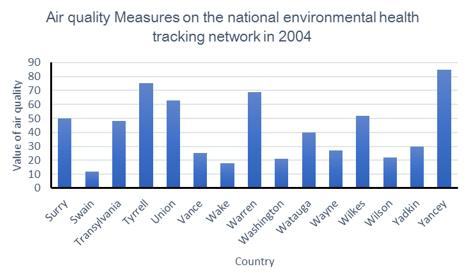 Air quality Measures on the national environmental health
tracking network in 2004
Value of air quality
90
80
70
60
50
40
30
20
10
0
Surry
Swain
Transylvania
Tyrrell
Union
Vance
Wake
Warren
Washington
Watauga
Wayne
Wilkes
Wilson
Yadkin
Yancey
Country